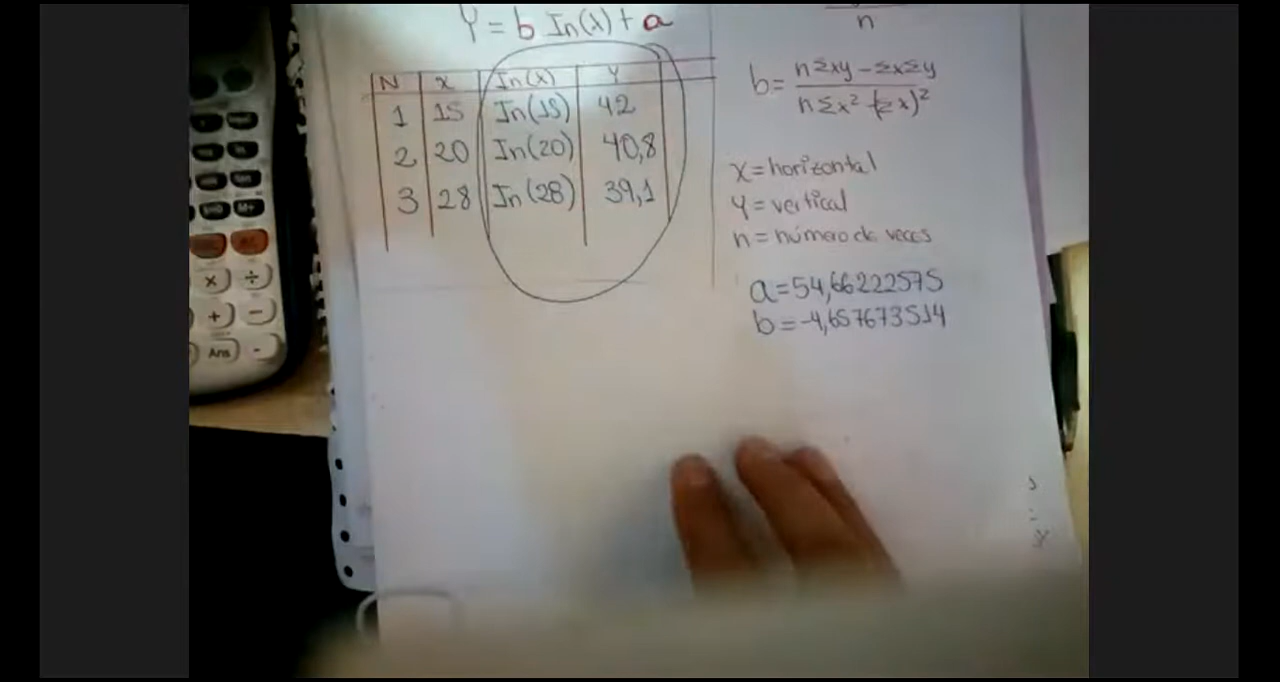 Y = b In(x) + a
n
b = nΣxy - ΣxΣy
nΣx² - (Σx)²
N x In(x) Y
1 15 In(15) 42
2 20 In(20) 40,8
3 28 In(28) 39,1
x = horizontal
y = vertical
n = número de veces
a = 54,66222575
b = -4,657673514
M+
x ÷
+ -
Ans